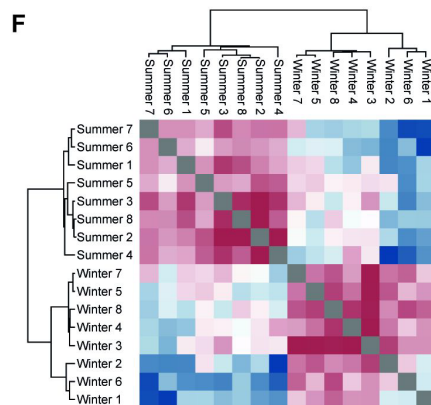 F
Summer 7
Summer 6
Summer 1
Summer 5
Summer 3
Summer 8
Summer 2
Summer 4
Winter 7
Winter 5
Winter 8
Winter 4
Winter 3
Winter 2
Winter 6
Winter 1
Summer 7
Summer 6
Summer 1
Summer 5
Summer 3
Summer 8
Summer 2
Summer 4
Winter 7
Winter 5
Winter 8
Winter 4
Winter 3
Winter 2
Winter 6
Winter 1